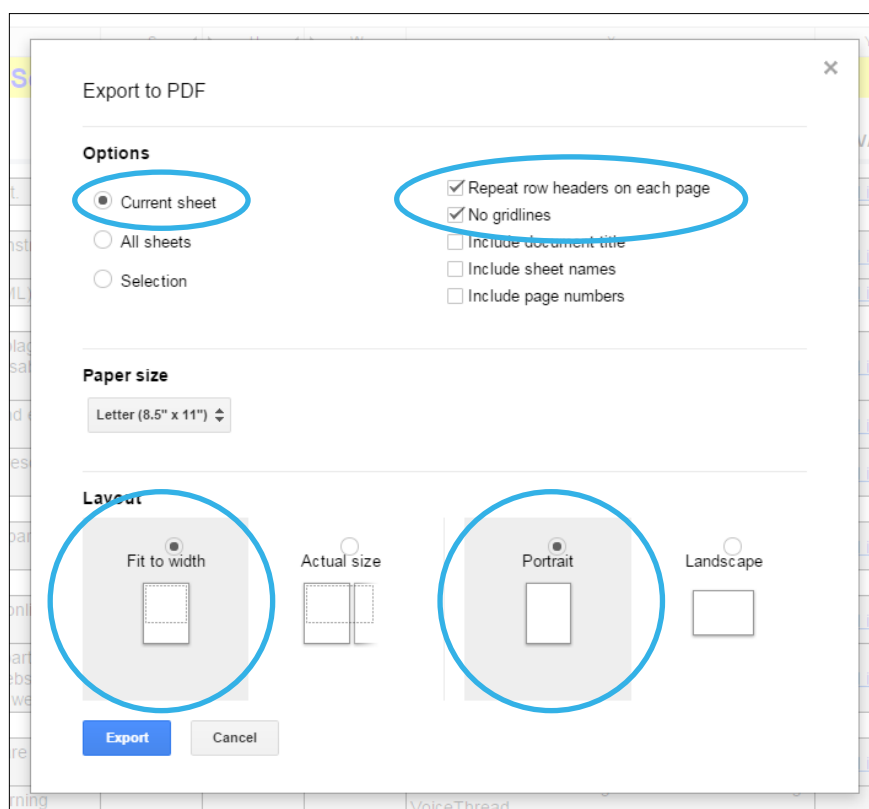 Export to PDF
Options
Current sheet
All sheets
Selection
Repeat row headers on each page
No gridlines
Include document title
Include sheet names
Include page numbers
Paper size
Letter (8.5" x 11")
Layout
Fit to width
Actual size
Portrait
Landscape
Export
Cancel
VoiceThread